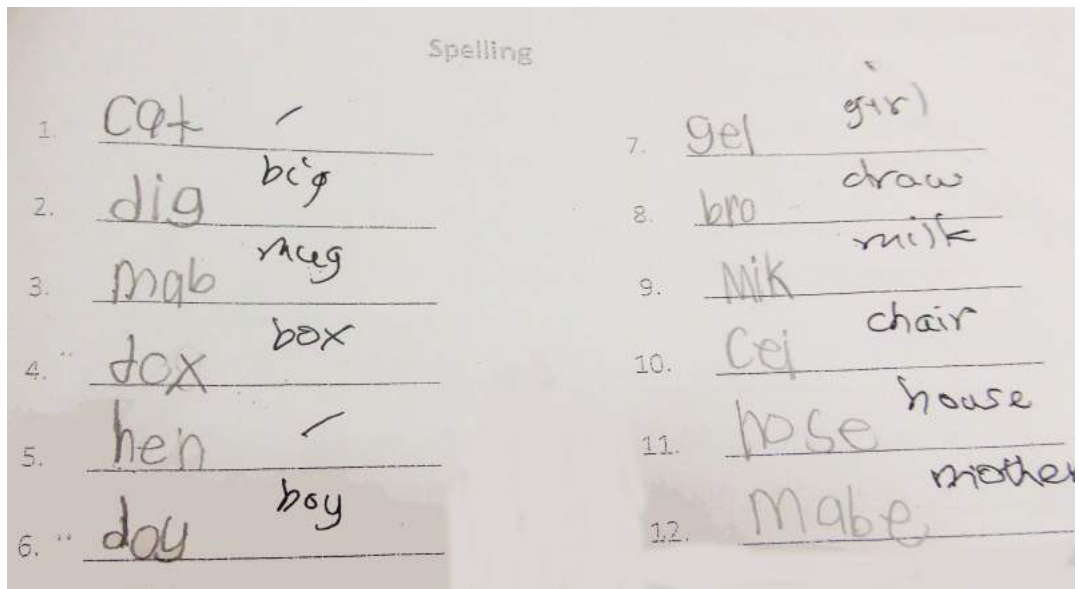 Spelling
1. cat ✓
2. dig big
3. mab mug
4. " dox box
5. hen ✓
6. " doy boy
7. gel girl
8. bro draw
9. Mik milk
10. Cei chair
11. hose house
12. Mabe mother